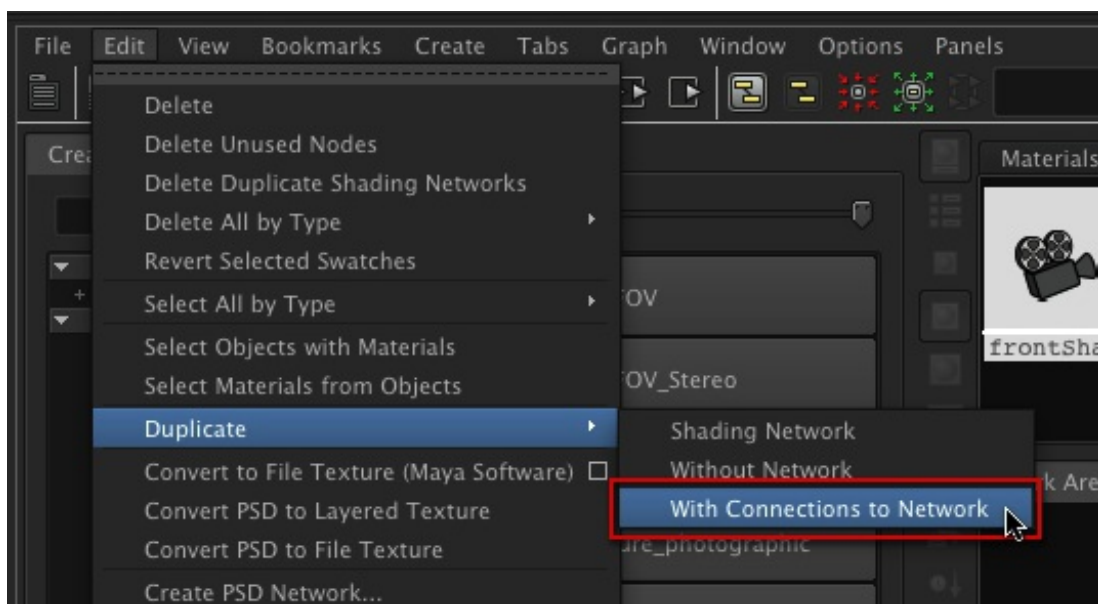 File Edit View Bookmarks Create Tabs Graph Window Options Panels
Delete
Delete Unused Nodes
Delete Duplicate Shading Networks
Delete All by Type
Revert Selected Swatches
Select All by Type
Select Objects with Materials
Select Materials from Objects
Duplicate
Convert to File Texture (Maya Software)
Convert PSD to Layered Texture
Convert PSD to File Texture
Create PSD Network...
Shading Network
Without Network
With Connections to Network
Crea
OV
OV_Stereo
ure_photographic
Materials
frontSha
k Are